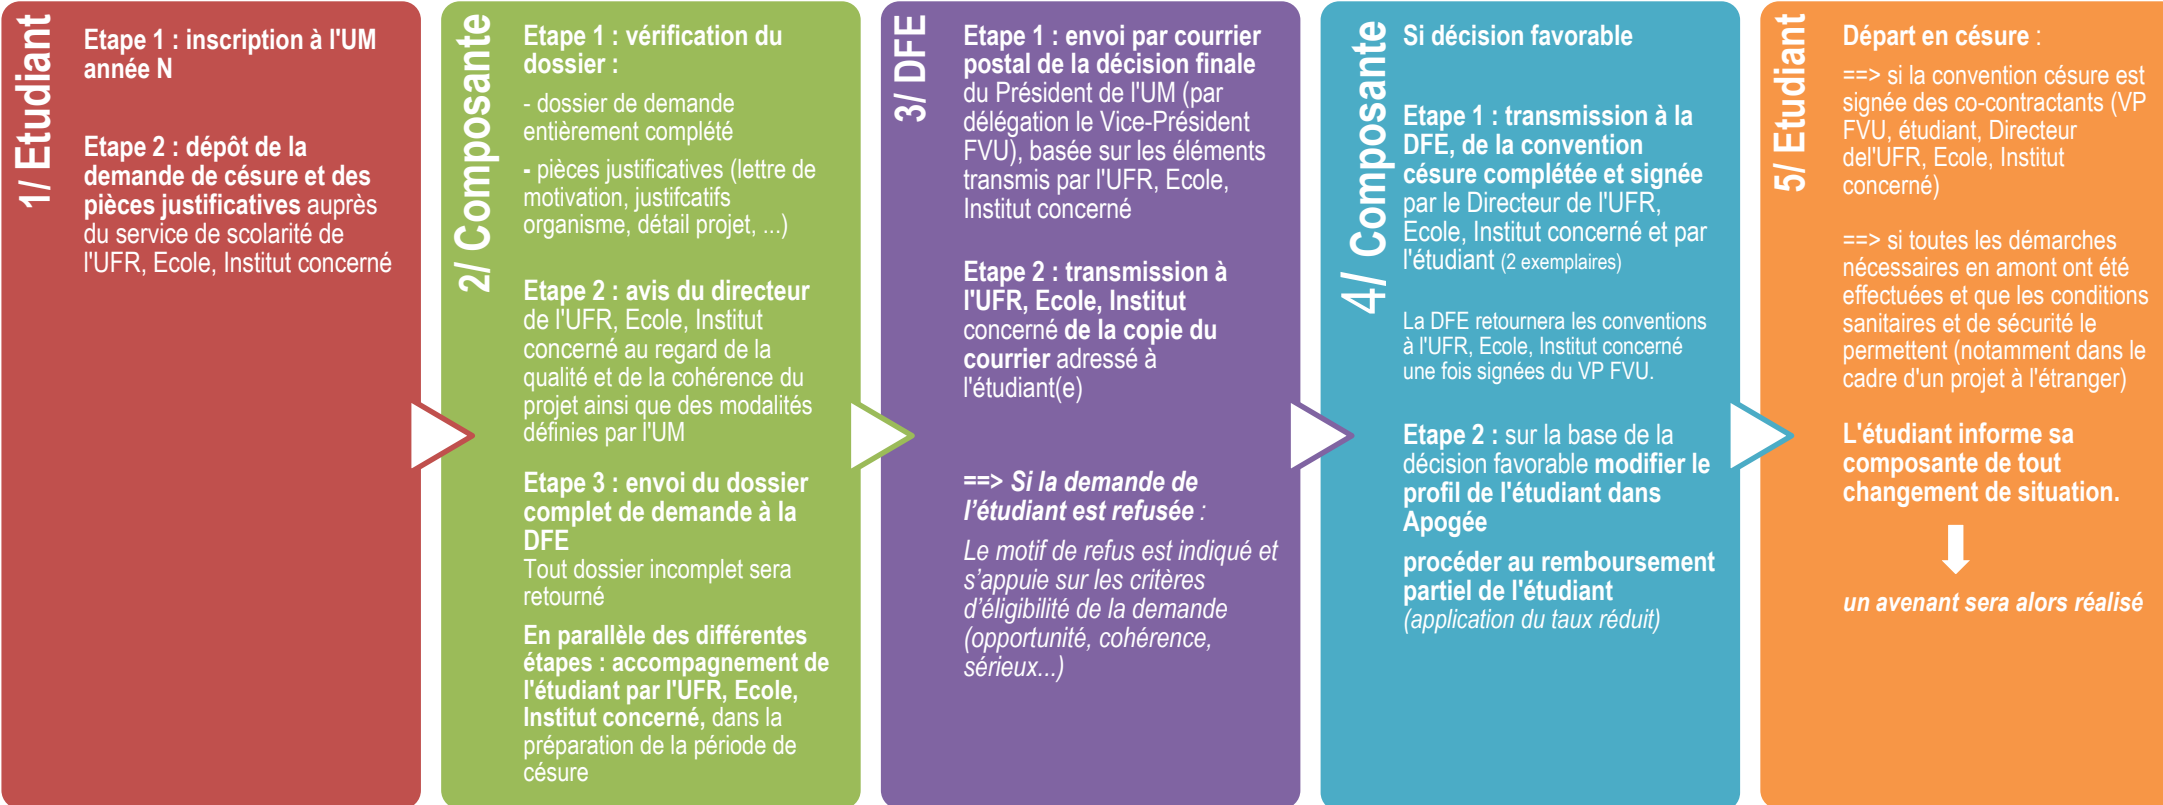 1/ Etudiant
Etape 1 : inscription à l'UM
année N
Etape 2 : dépôt de la
demande de césure et des
pièces justificatives auprès
du service de scolarité de
l'UFR, Ecole, Institut concerné
2/ Composante
Etape 1 : vérification du
dossier :
- dossier de demande
entièrement complété
- pièces justificatives (lettre de
motivation, justifcatifs
organisme, détail projet, ...)
Etape 2 : avis du directeur
de l'UFR, Ecole, Institut
concerné au regard de la
qualité et de la cohérence du
projet ainsi que des modalités
définies par l'UM
Etape 3 : envoi du dossier
complet de demande à la
DFE
Tout dossier incomplet sera
retourné
En parallèle des différentes
étapes : accompagnement de
l'étudiant par l'UFR, Ecole,
Institut concerné, dans la
préparation de la période de
césure
3/ DFE
Etape 1 : envoi par courrier
postal de la décision finale
du Président de l'UM (par
délégation le Vice-Président
FVU), basée sur les éléments
transmis par l'UFR, Ecole,
Institut concerné
Etape 2 : transmission à
l'UFR, Ecole, Institut
concerné de la copie du
courrier adressé à
l'étudiant(e)
==> Si la demande de
l’étudiant est refusée :
Le motif de refus est indiqué et
s’appuie sur les critères
d’éligibilité de la demande
(opportunité, cohérence,
sérieux...)
4/ Composante
Si décision favorable
Etape 1 : transmission à la
DFE, de la convention
césure complétée et signée
par le Directeur de l'UFR,
Ecole, Institut concerné et par
l'étudiant (2 exemplaires)
La DFE retournera les conventions
à l'UFR, Ecole, Institut concerné
une fois signées du VP FVU.
Etape 2 : sur la base de la
décision favorable modifier le
profil de l'étudiant dans
Apogée
procéder au remboursement
partiel de l'étudiant
(application du taux réduit)
5/ Etudiant
Départ en césure :
==> si la convention césure est
signée des co-contractants (VP
FVU, étudiant, Directeur
del'UFR, Ecole, Institut
concerné)
==> si toutes les démarches
nécessaires en amont ont été
effectuées et que les conditions
sanitaires et de sécurité le
permettent (notamment dans le
cadre d'un projet à l'étranger)
L'étudiant informe sa
composante de tout
changement de situation.
un avenant sera alors réalisé